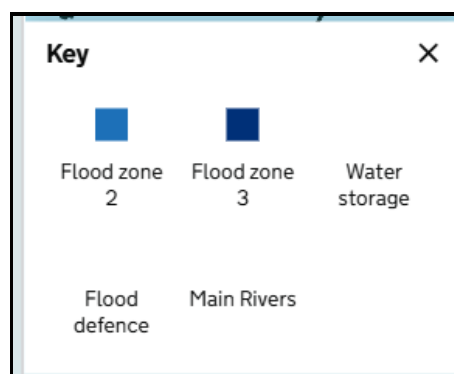 Key
Flood zone
2
Flood zone
3
Water
storage
Flood
defence
Main Rivers